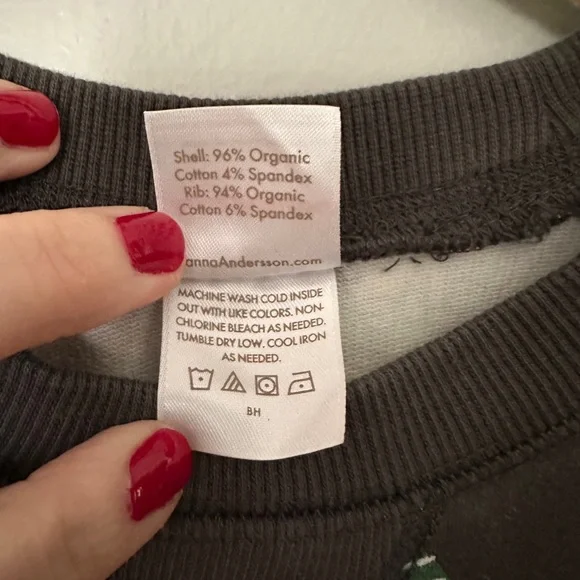 Shell: 96% Organic
Cotton 4% Spandex
Rib: 94% Organic
Cotton 6% Spandex
annaAndersson.com
MACHINE WASH COLD INSIDE
OUT WITH LIKE COLORS. NON-
CHLORINE BLEACH AS NEEDED.
TUMBLE DRY LOW. COOL IRON
AS NEEDED.
BH